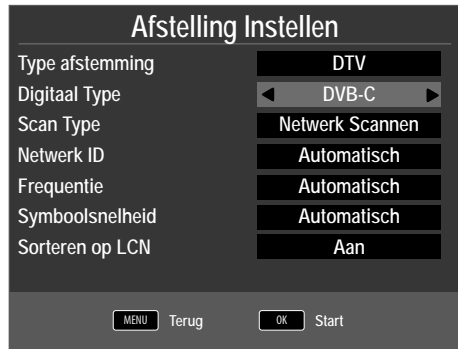 Afstelling Instellen
Type afstemming DTV
Digitaal Type DVB-C
Scan Type Netwerk Scannen
Netwerk ID Automatisch
Frequentie Automatisch
Symboolsnelheid Automatisch
Sorteren op LCN Aan
MENU Terug OK Start